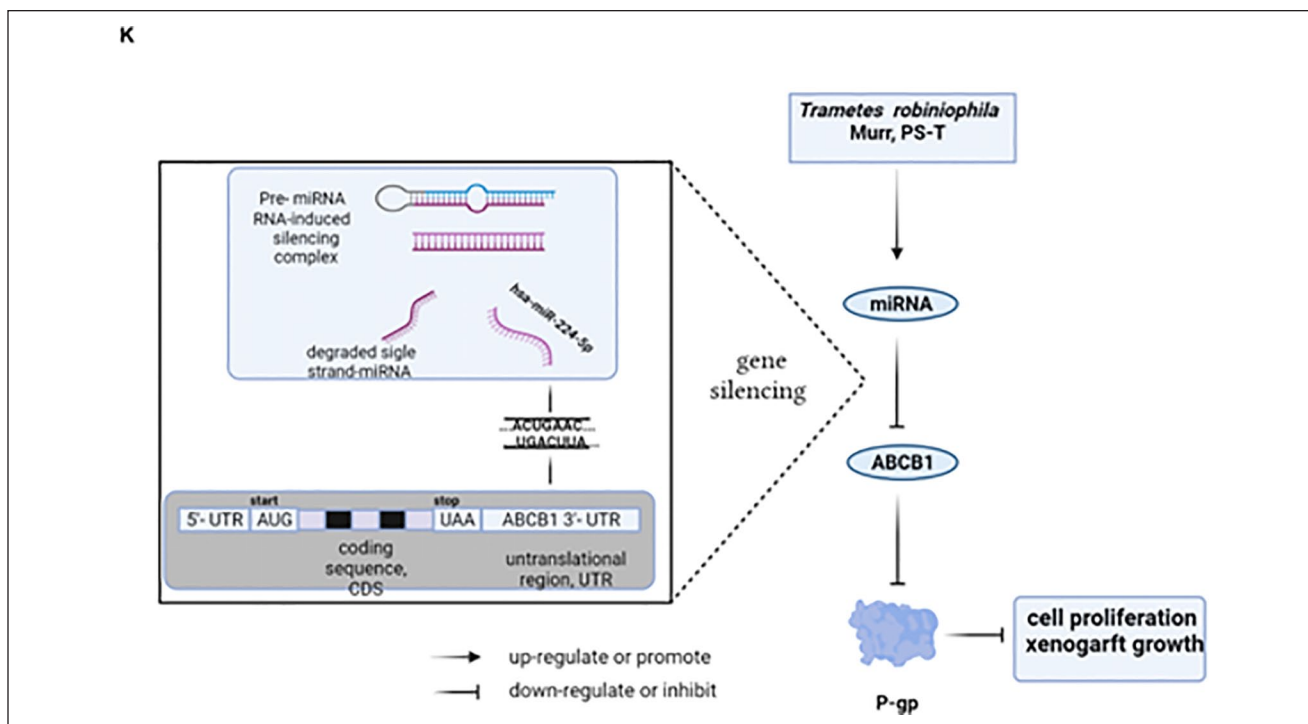 K
Trametes robiniophila
Murr, PS-T
Pre- miRNA
RNA-induced
silencing
complex
hsa-miR-224-5p
degraded sigle
strand-miRNA
ACUGAAC...
UGACUUA
start
stop
5'- UTR
AUG
UAA
ABCB1 3'- UTR
coding
sequence,
CDS
untranslational
region, UTR
gene
silencing
miRNA
ABCB1
P-gp
cell proliferation
xenogarft growth
up-regulate or promote
down-regulate or inhibit